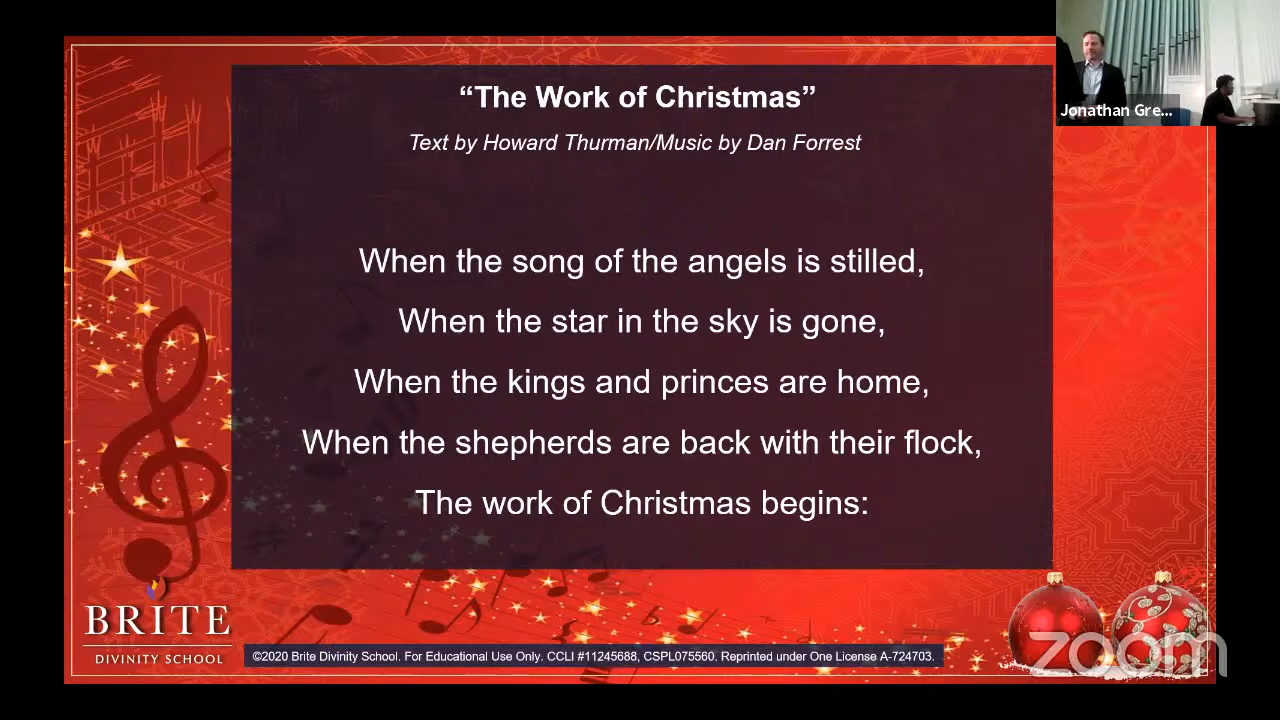 “The Work of Christmas”
Text by Howard Thurman/Music by Dan Forrest
When the song of the angels is stilled,
When the star in the sky is gone,
When the kings and princes are home,
When the shepherds are back with their flock,
The work of Christmas begins:
Jonathan Gre...
BRITE
DIVINITY SCHOOL
©2020 Brite Divinity School. For Educational Use Only. CCLI #11245688, CSPL075560. Reprinted under One License A-724703.
zoom